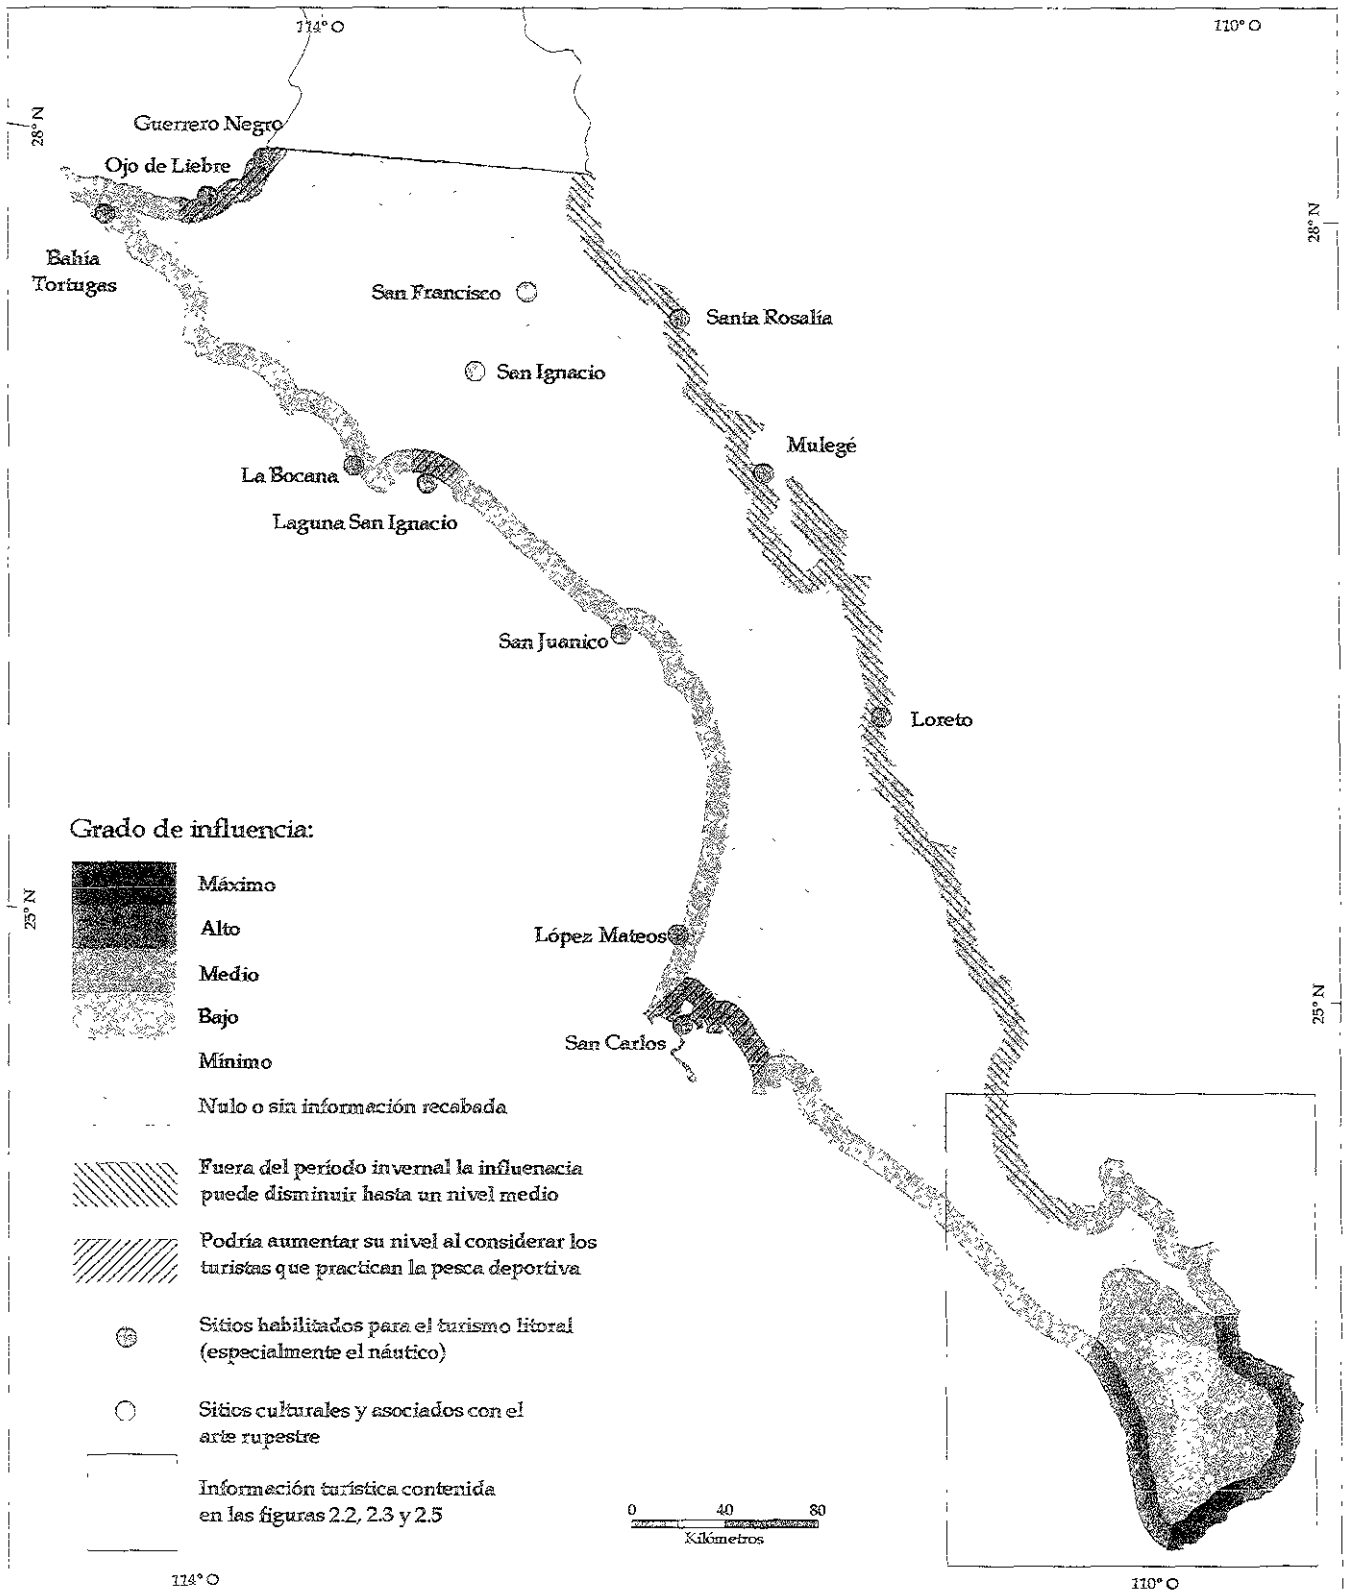 114° O
110° O
28° N
Guerrero Negro
Ojo de Liebre
28° N
Bahía
Tortugas
San Francisco
Santa Rosalía
San Ignacio
Mulegé
La Bocana
Laguna San Ignacio
San Juanico
Loreto
Grado de influencia:
Máximo
25° N
Alto
López Mateos
Medio
25° N
Bajo
San Carlos
Mínimo
Nulo o sin información recabada
Fuera del período invernal la influenacia
puede disminuir hasta un nivel medio
Podría aumentar su nivel al considerar los
turistas que practican la pesca deportiva
Sitios habilitados para el turismo litoral
(especialmente el náutico)
Sitios culturales y asociados con el
arte rupestre
Información turística contenida
en las figuras 2.2, 2.3 y 2.5
0 40 80
Kilómetros
114° O
110° O